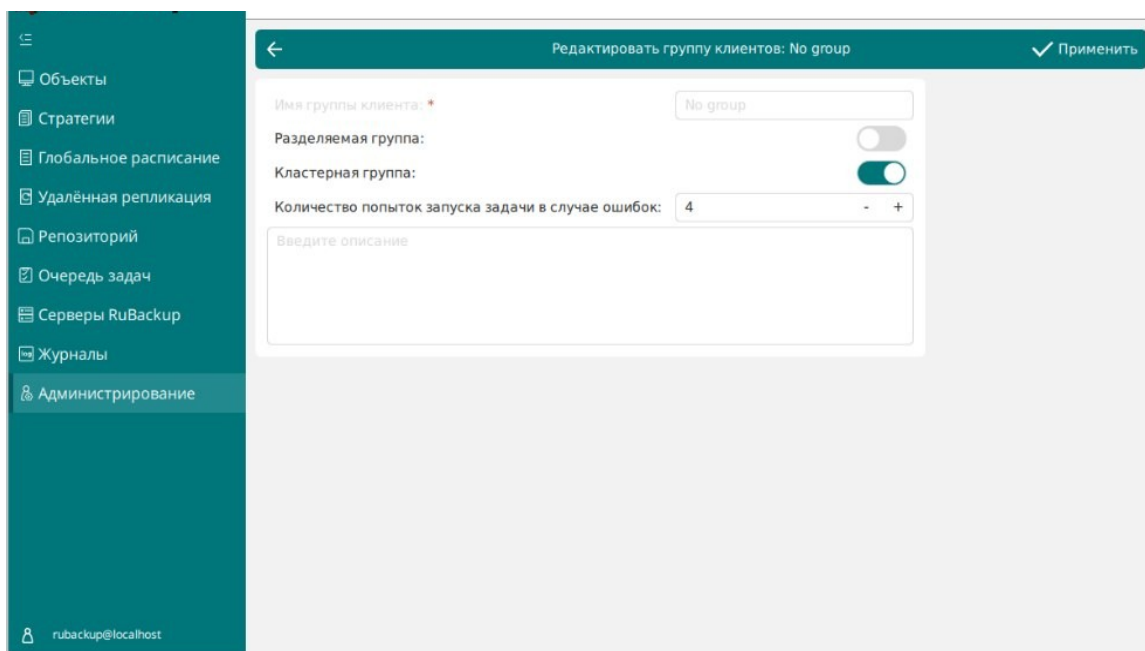 Редактировать группу клиентов: No group
Применить
Объекты
Стратегии
Глобальное расписание
Удалённая репликация
Репозиторий
Очередь задач
Серверы RuBackup
Журналы
Администрирование
rubackup@localhost
Имя группы клиента: *
No group
Разделяемая группа:
Кластерная группа:
Количество попыток запуска задачи в случае ошибок:
4
- +
Введите описание